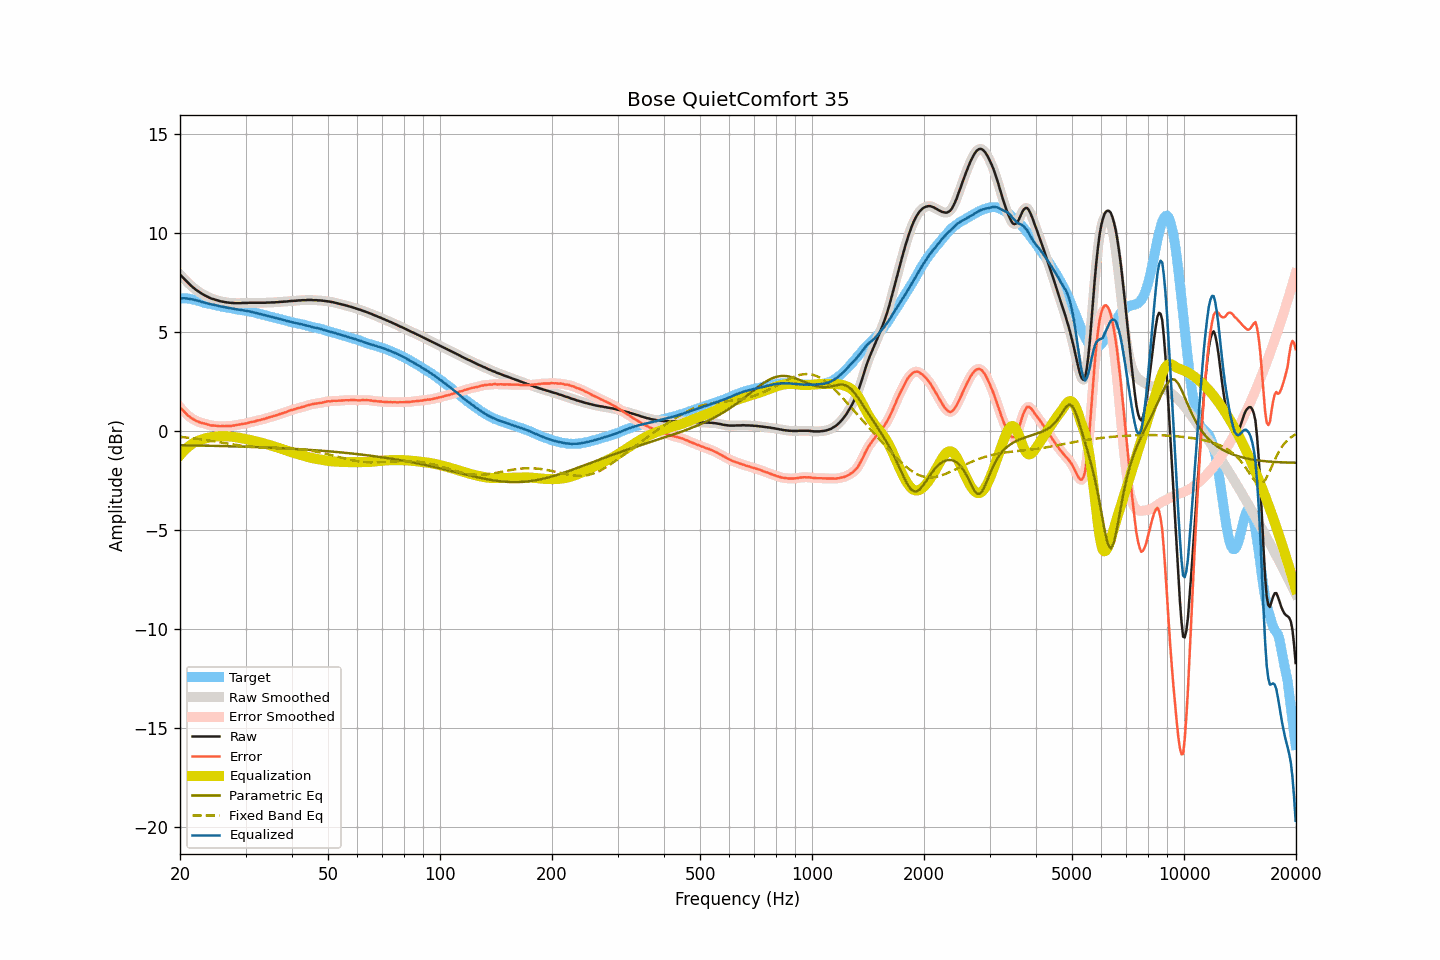 Bose QuietComfort 35
15
10
5
0
−5
−10
−15
−20
Amplitude (dBr)
Target
Raw Smoothed
Error Smoothed
Raw
Error
Equalization
Parametric Eq
Fixed Band Eq
Equalized
20 50 100 200 500 1000 2000 5000 10000 20000
Frequency (Hz)